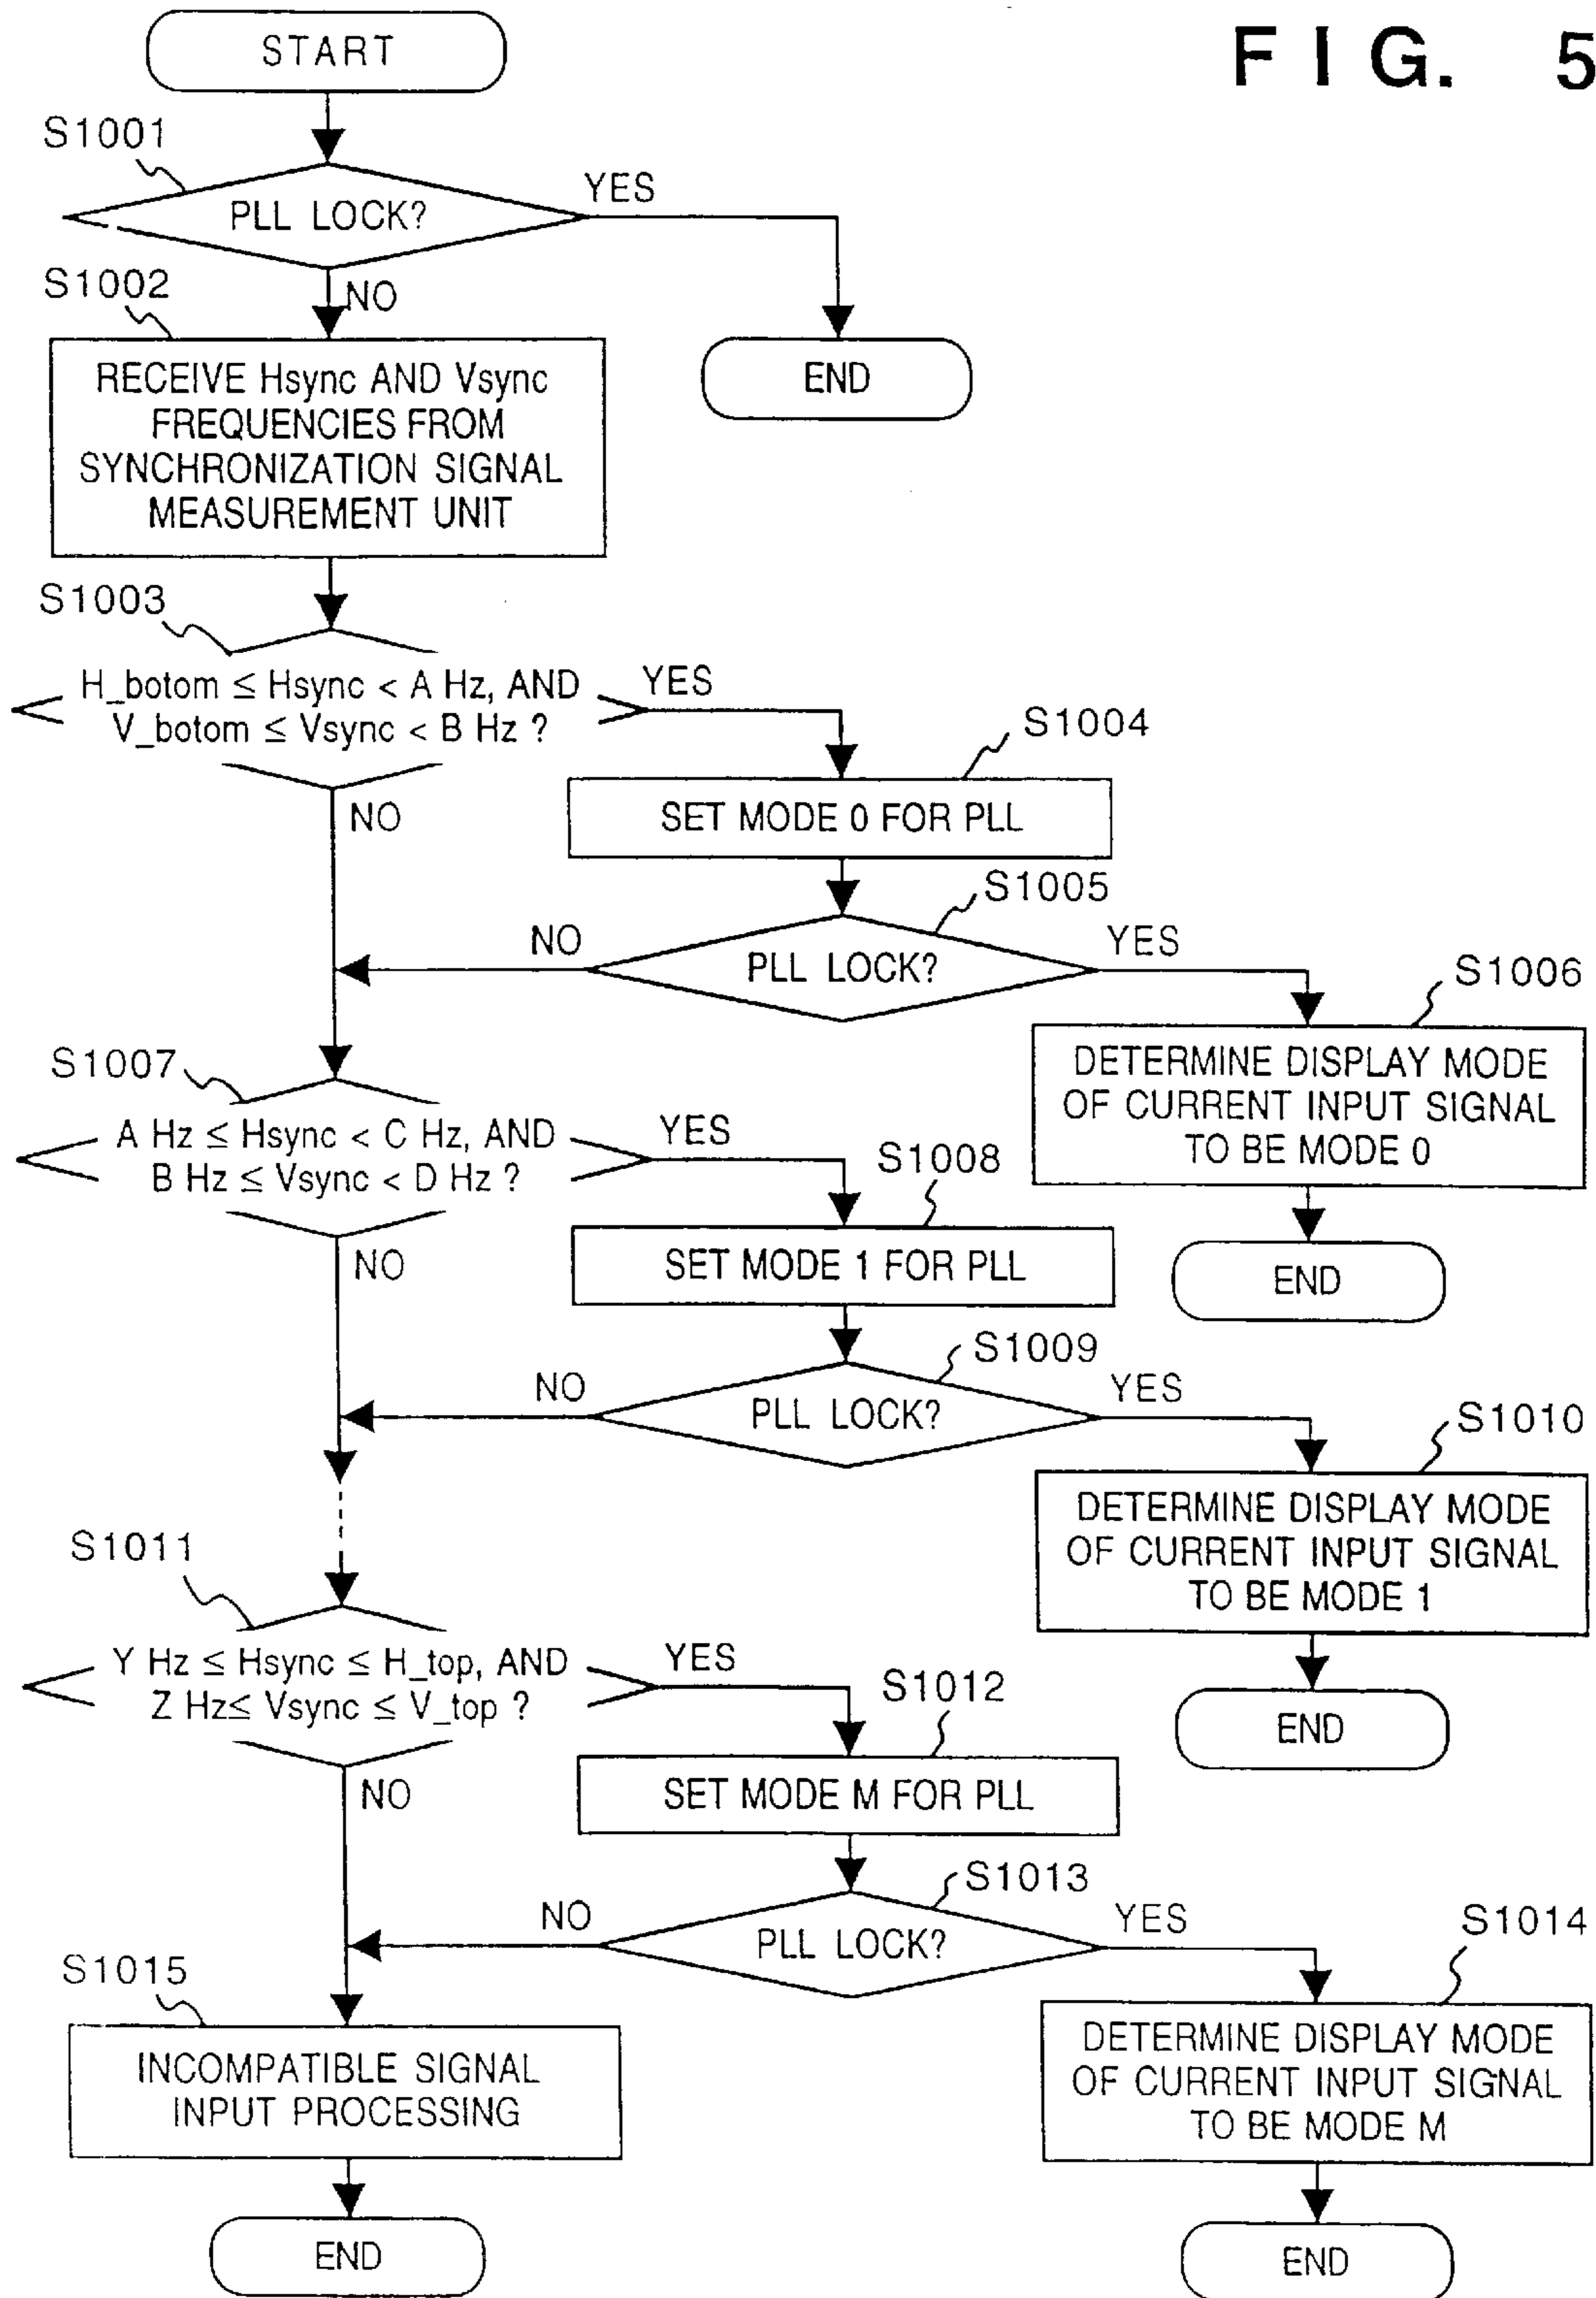 FIG. 5
START
S1001
PLL LOCK?
YES
NO
END
S1002
RECEIVE Hsync AND Vsync
FREQUENCIES FROM
SYNCHRONIZATION SIGNAL
MEASUREMENT UNIT
S1003
H_botom ≤ Hsync < A Hz, AND
V_botom ≤ Vsync < B Hz ?
YES
NO
S1004
SET MODE 0 FOR PLL
S1005
PLL LOCK?
NO
YES
S1006
DETERMINE DISPLAY MODE
OF CURRENT INPUT SIGNAL
TO BE MODE 0
END
S1007
A Hz ≤ Hsync < C Hz, AND
B Hz ≤ Vsync < D Hz ?
YES
NO
S1008
SET MODE 1 FOR PLL
S1009
PLL LOCK?
NO
YES
S1010
DETERMINE DISPLAY MODE
OF CURRENT INPUT SIGNAL
TO BE MODE 1
END
S1011
Y Hz ≤ Hsync ≤ H_top, AND
Z Hz≤ Vsync ≤ V_top ?
YES
NO
S1012
SET MODE M FOR PLL
S1013
PLL LOCK?
NO
YES
S1014
DETERMINE DISPLAY MODE
OF CURRENT INPUT SIGNAL
TO BE MODE M
END
S1015
INCOMPATIBLE SIGNAL
INPUT PROCESSING
END